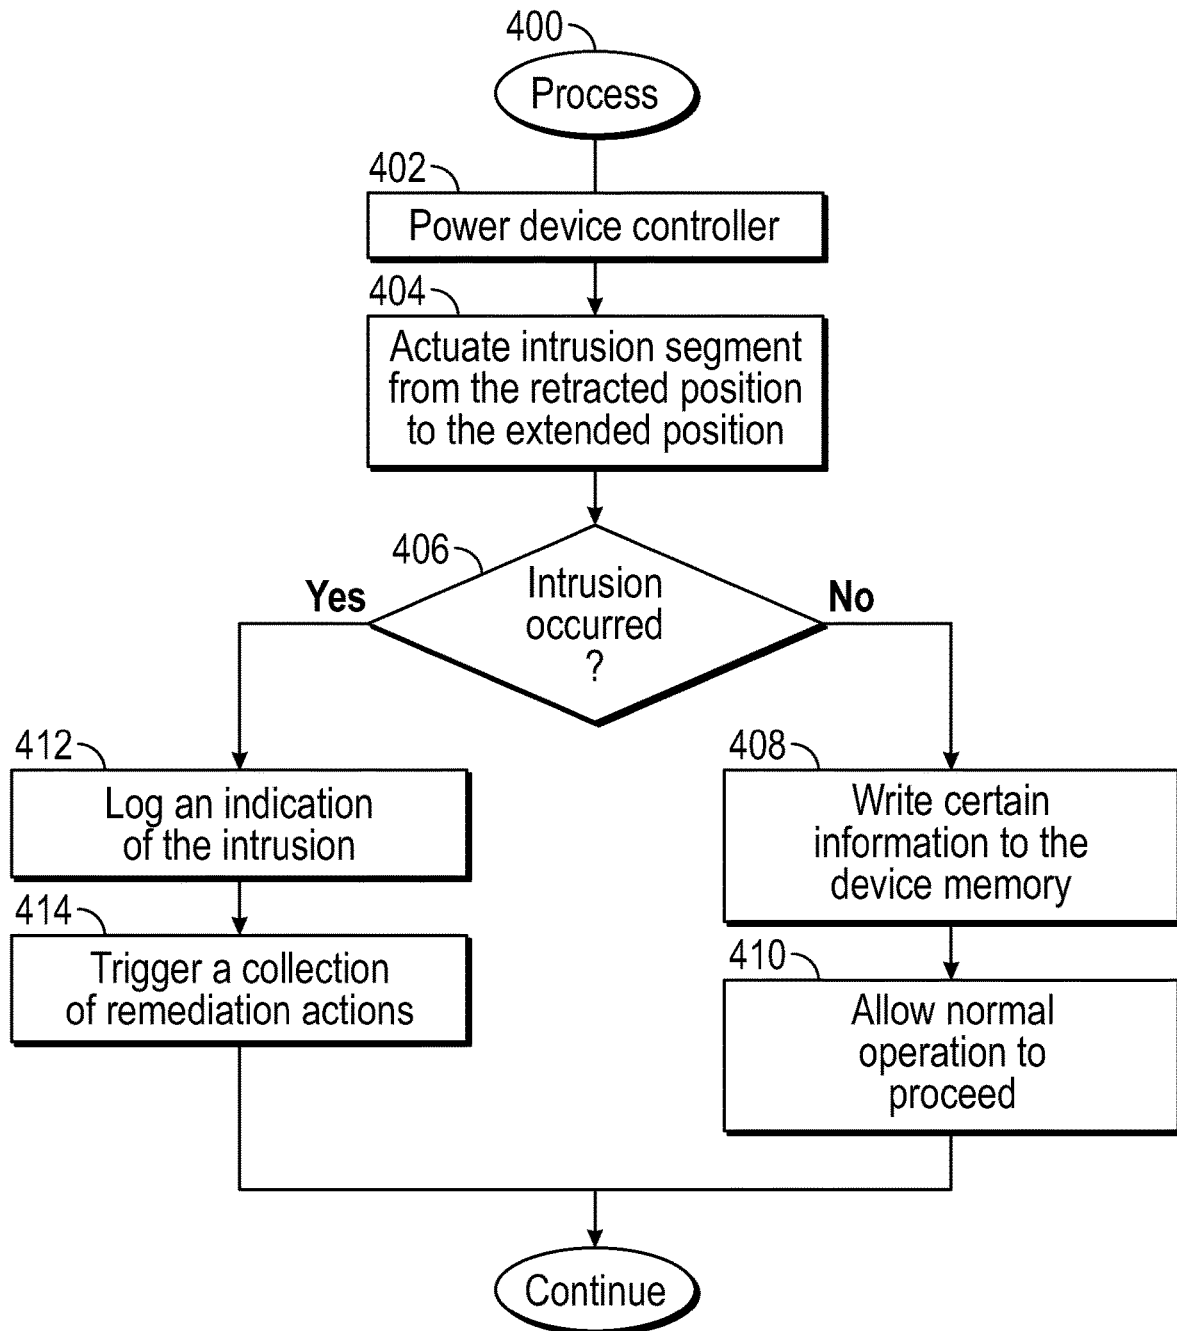 400
Process
402
Power device controller
404
Actuate intrusion segment
from the retracted position
to the extended position
406
Intrusion
occurred
?
Yes
No
412
Log an indication
of the intrusion
414
Trigger a collection
of remediation actions
408
Write certain
information to the
device memory
410
Allow normal
operation to
proceed
Continue